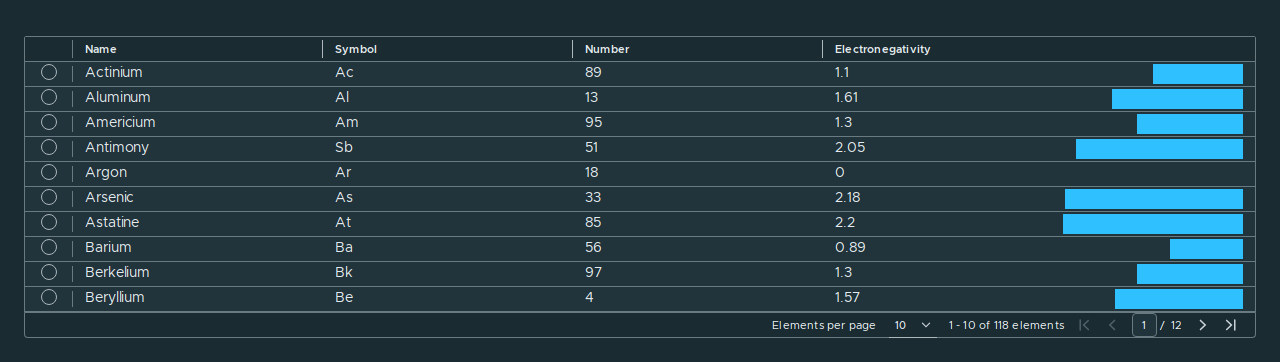 Name Symbol Number Electronegativity
Actinium Ac 89 1.1
Aluminum Al 13 1.61
Americium Am 95 1.3
Antimony Sb 51 2.05
Argon Ar 18 0
Arsenic As 33 2.18
Astatine At 85 2.2
Barium Ba 56 0.89
Berkelium Bk 97 1.3
Beryllium Be 4 1.57
Elements per page 10 1 - 10 of 118 elements 1 / 12